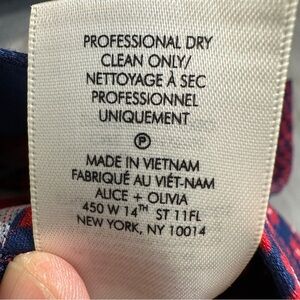 PROFESSIONAL DRY
CLEAN ONLY/
NETTOYAGE À SEC
PROFESSIONNEL
UNIQUEMENT
Ⓟ
MADE IN VIETNAM
FABRIQUÉ AU VIÊT-NAM
ALICE + OLIVIA
450 W 14TH ST 11FL
NEW YORK, NY 10014